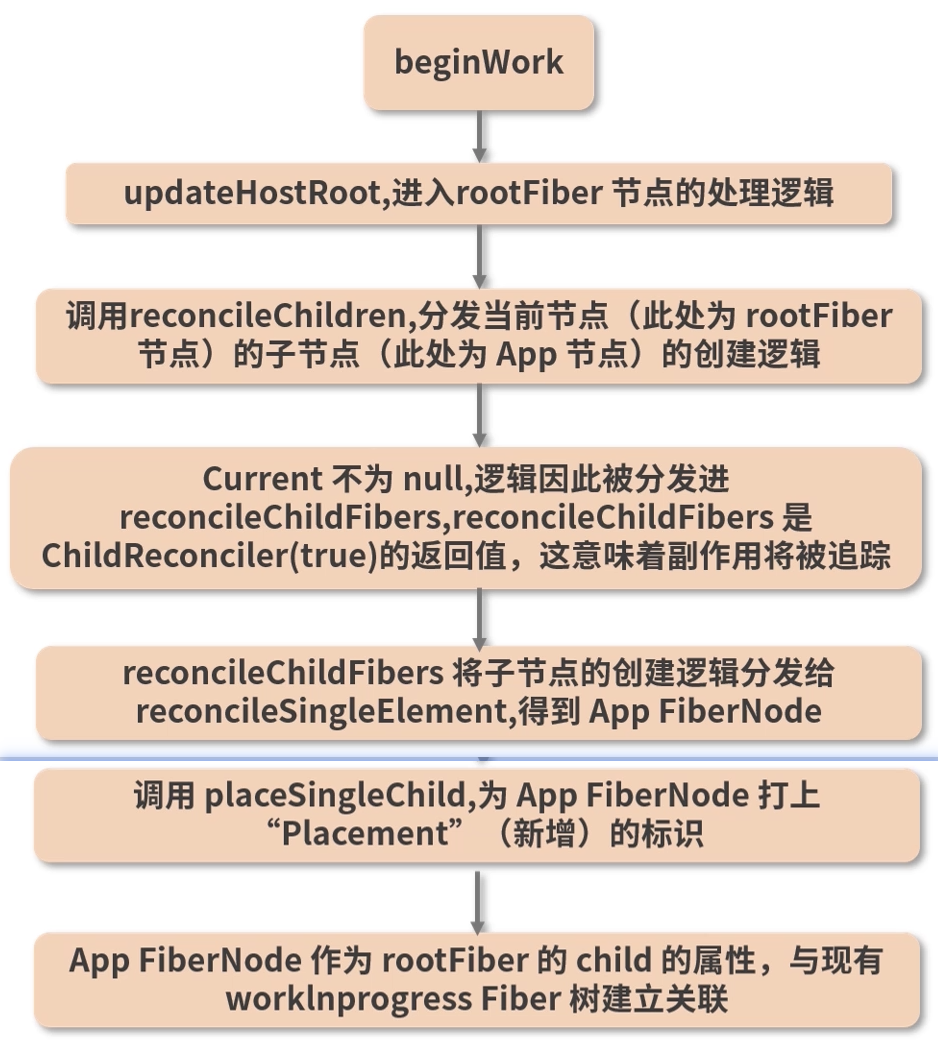 beginWork
updateHostRoot,进入rootFiber 节点的处理逻辑
调用reconcileChildren,分发当前节点（此处为 rootFiber
节点）的子节点（此处为 App 节点）的创建逻辑
Current 不为 null,逻辑因此被分发进
reconcileChildFibers,reconcileChildFibers 是
ChildReconciler(true)的返回值，这意味着副作用将被追踪
reconcileChildFibers 将子节点的创建逻辑分发给
reconcileSingleElement,得到 App FiberNode
调用 placeSingleChild,为 App FiberNode 打上
“Placement”（新增）的标识
App FiberNode 作为 rootFiber 的 child 的属性，与现有
worklnprogress Fiber 树建立关联